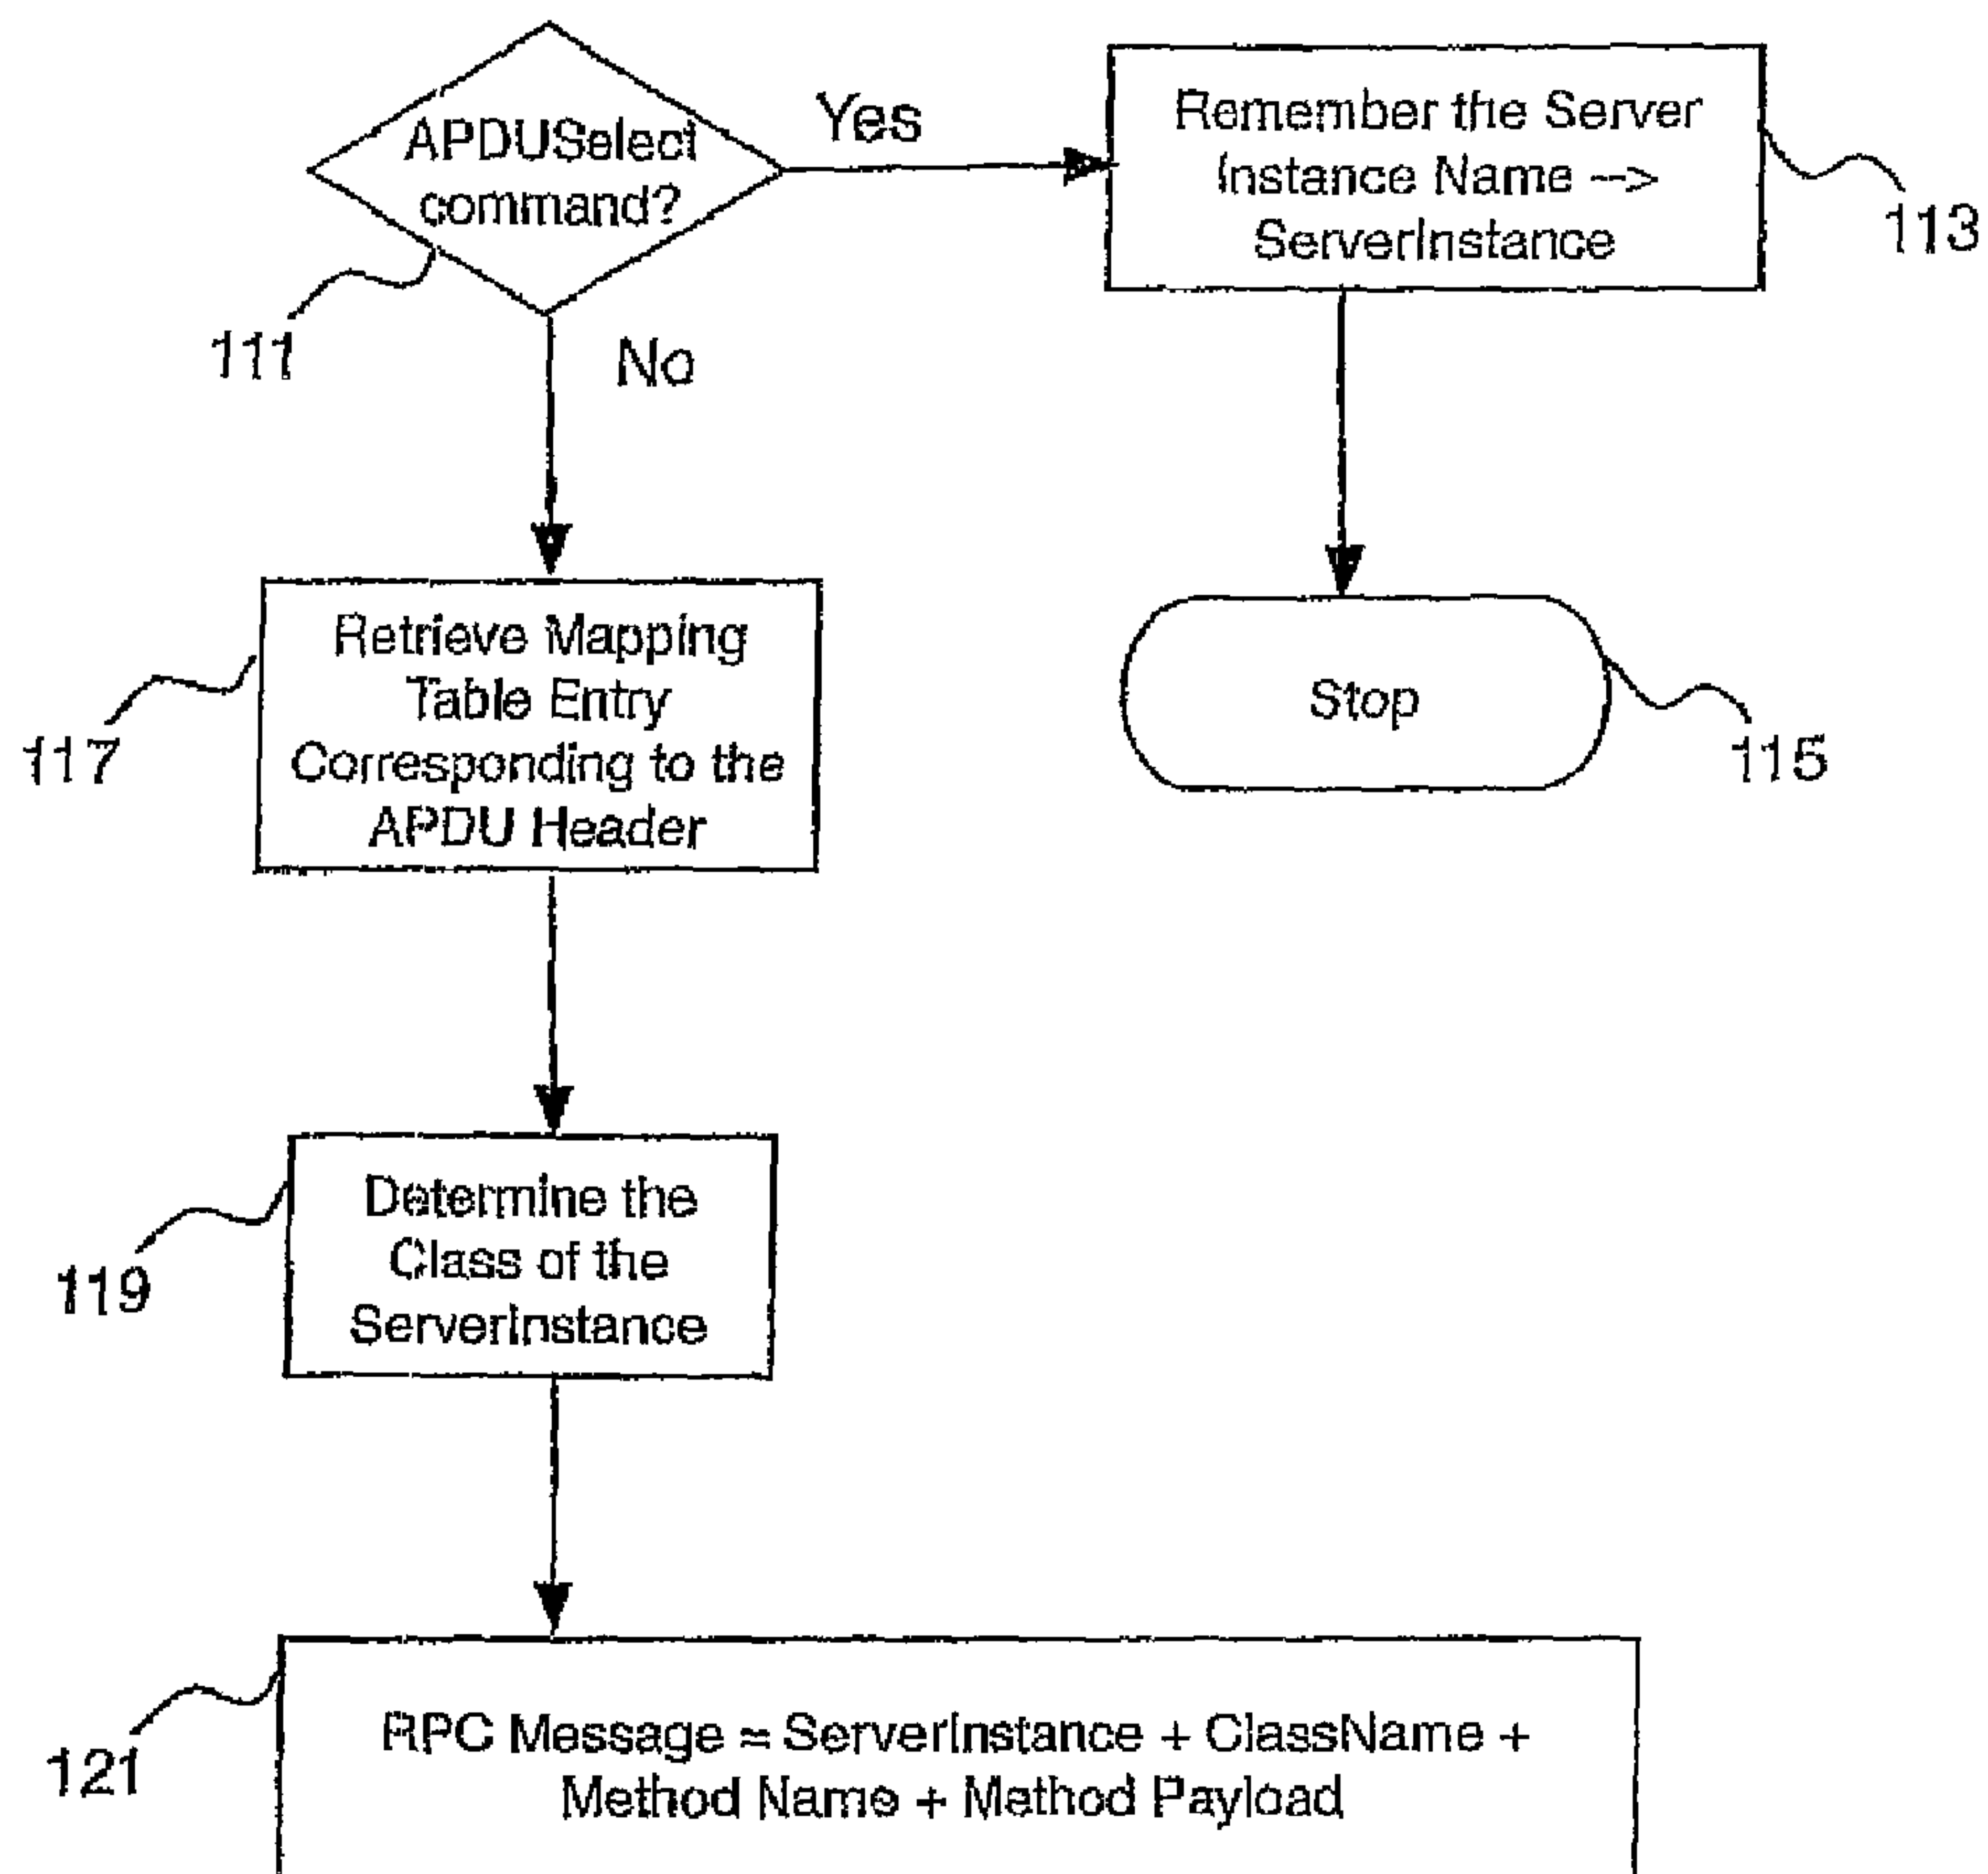 APDUSelect
command?
Yes
Remember the Server
Instance Name -->
ServerInstance
113
111
No
Retrieve Mapping
Table Entry
Corresponding to the
APDU Header
117
Stop
115
Determine the
Class of the
ServerInstance
119
RPC Message = ServerInstance + ClassName +
Method Name + Method Payload
121